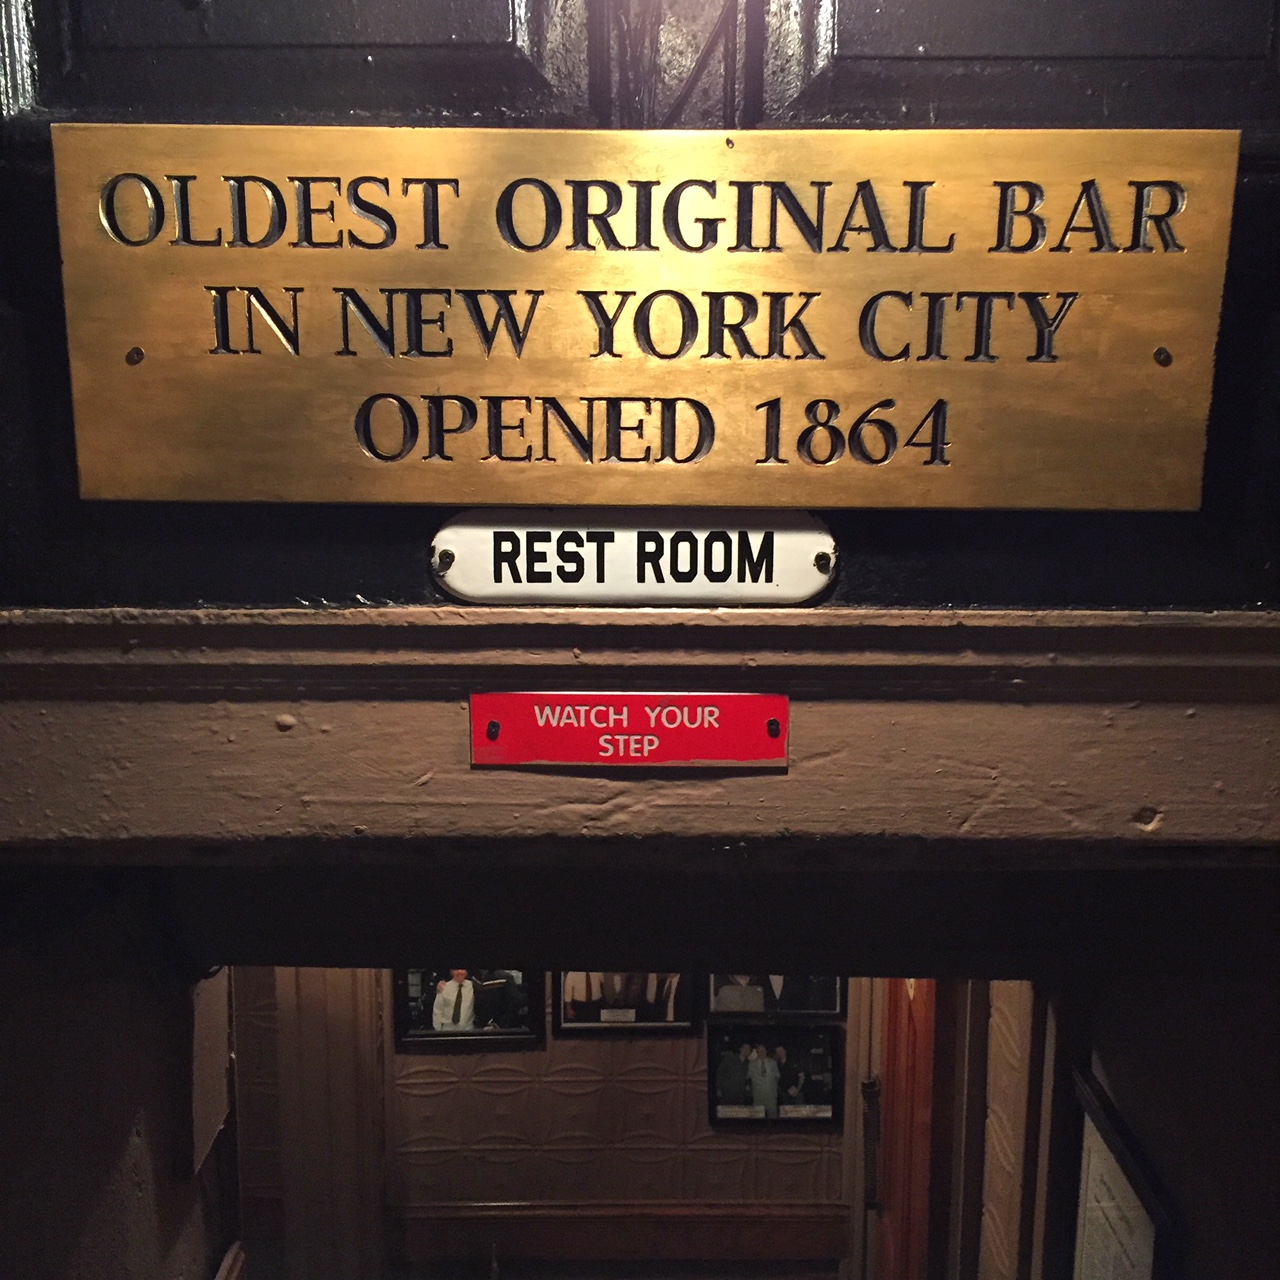 OLDEST ORIGINAL BAR
IN NEW YORK CITY
OPENED 1864
REST ROOM
WATCH YOUR
STEP